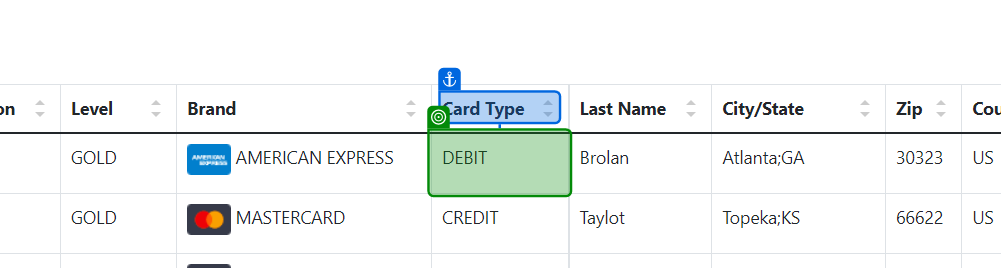 on Level Brand Card Type Last Name City/State Zip Cou
GOLD AMERICAN EXPRESS AMERICAN EXPRESS DEBIT Brolan Atlanta;GA 30323 US
GOLD MASTERCARD CREDIT Taylot Topeka;KS 66622 US